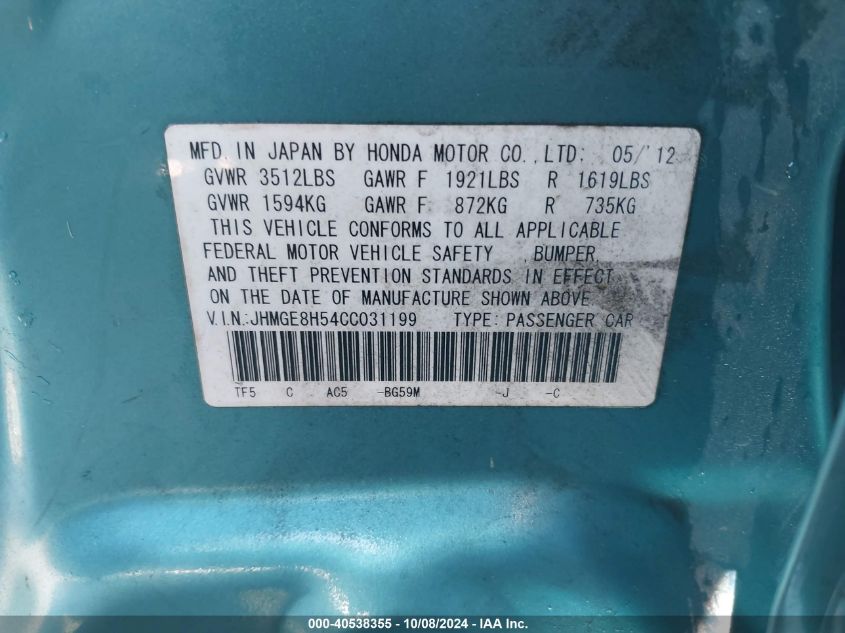 MFD. IN JAPAN BY HONDA MOTOR CO., LTD: 05/'12
GVWR 3512LBS GAWR F 1921LBS R 1619LBS
GVWR 1594KG GAWR F 872KG R 735KG
THIS VEHICLE CONFORMS TO ALL APPLICABLE
FEDERAL MOTOR VEHICLE SAFETY ,BUMPER,
AND THEFT PREVENTION STANDARDS IN EFFECT
ON THE DATE OF MANUFACTURE SHOWN ABOVE
V.I.N.:JHMGE8H54CC031199 TYPE: PASSENGER CAR
TF5 C AC5 -BG59M -J -C
000-40538355 - 10/08/2024 - IAA Inc.